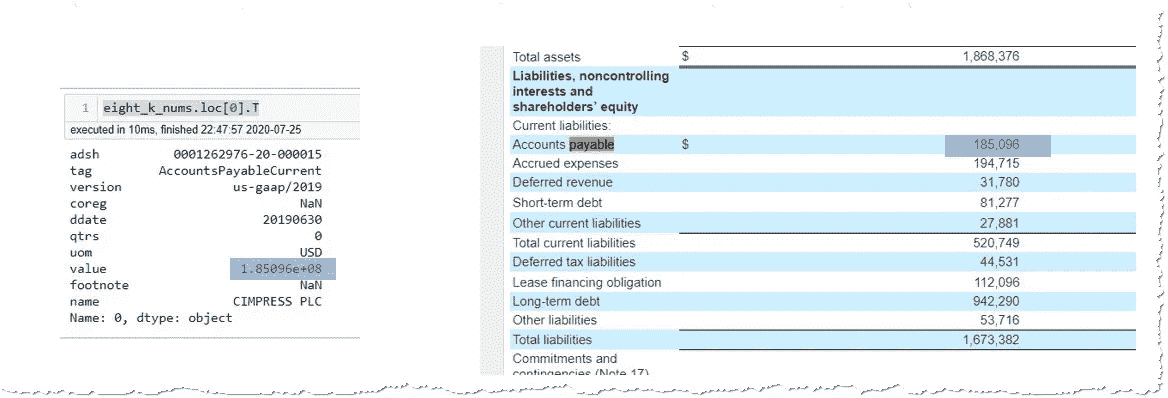 1 eight_k_nums.loc[0].T
executed in 10ms, finished 22:47:57 2020-07-25
adsh 0001262976-20-000015
tag AccountsPayableCurrent
version us-gaap/2019
coreg NaN
ddate 20190630
qtrs 0
uom USD
value 1.85096e+08
footnote NaN
name CIMPRESS PLC
Name: 0, dtype: object
Total assets $ 1,868,376
Liabilities, noncontrolling
interests and
shareholders' equity
Current liabilities:
Accounts payable $ 185,096
Accrued expenses 194,715
Deferred revenue 31,780
Short-term debt 81,277
Other current liabilities 27,881
Total current liabilities 520,749
Deferred tax liabilities 44,531
Lease financing obligation 112,096
Long-term debt 942,290
Other liabilities 53,716
Total liabilities 1,673,382
Commitments and
contingencies (Note 17)